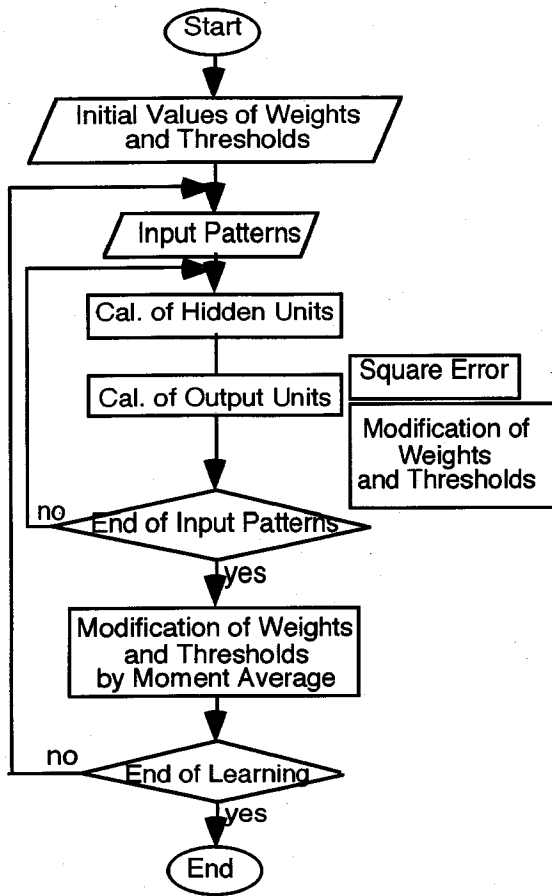 Start
Initial Values of Weights
and Thresholds
Input Patterns
Cal. of Hidden Units
Cal. of Output Units
Square Error
Modification of
Weights
and Thresholds
no
End of Input Patterns
yes
Modification of Weights
and Thresholds
by Moment Average
no
End of Learning
yes
End